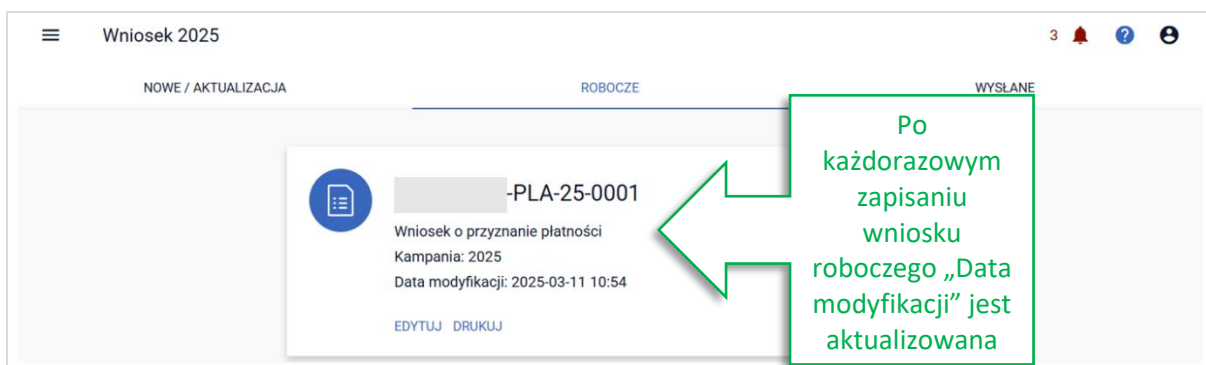 Wniosek 2025
3
NOWE / AKTUALIZACJA
ROBOCZE
WYSŁANE
-PLA-25-0001
Wniosek o przyznanie płatności
Kampania: 2025
Data modyfikacji: 2025-03-11 10:54
EDYTUJ DRUKUJ
Po
każdorazowym
zapisaniu
wniosku
roboczego „Data
modyfikacji” jest
aktualizowana